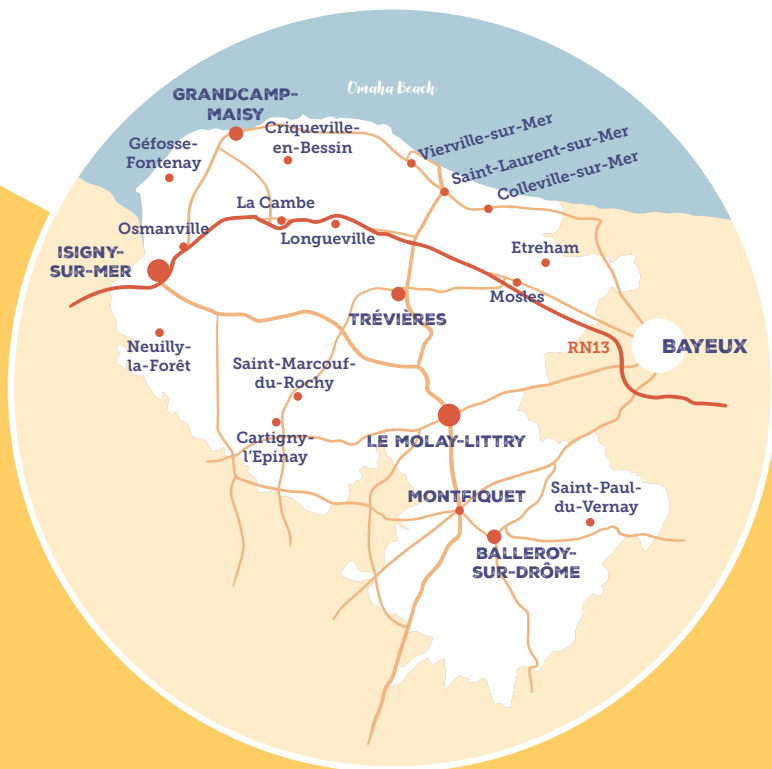 Omaha Beach
GRANDCAMP-
MAISY
Criqueville-
en-Bessin
Géfosse-
Fontenay
Vierville-sur-Mer
Saint-Laurent-sur-Mer
Colleville-sur-Mer
La Cambe
Osmanville
Longueville
Etreham
ISIGNY-
SUR-MER
Mosles
TRÉVIÈRES
Neuilly-
la-Forêt
RN13
BAYEUX
Saint-Marcouf-
du-Rochy
Cartigny-
l'Epinay
LE MOLAY-LITTRY
MONTFIQUET
Saint-Paul-
du-Vernay
BALLEROY-
SUR-DRÔME